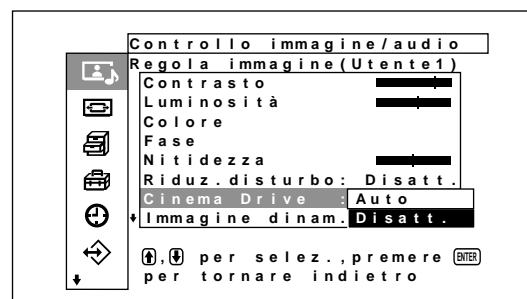 Controllo immagine/audio
Regola immagine(Utente1)
Contrasto
Luminosità
Colore
Fase
Nitidezza
Riduz.disturbo: Disatt.
Cinema Drive : Auto
Immagine dinam. Disatt.
, per selez.,premere ENTER
per tornare indietro